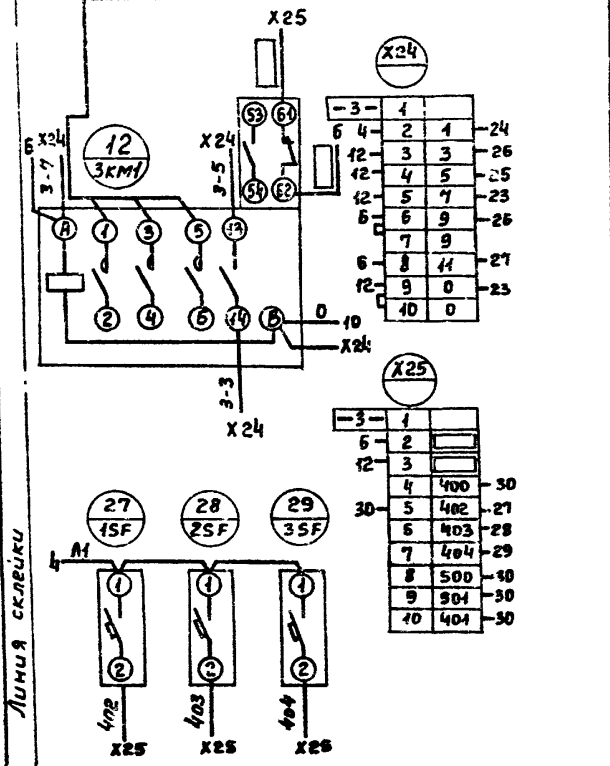 X25
X24
- 3 - 1
6 4 2 1 24
12 3 3 26
12 4 5 25
12 5 7 23
6 6 9 26
7 9
6 8 11 27
12 9 0 23
10 0
53 61
54 62
6 X24
3-7
12
3КМ1
X24
3-5
А 1 3 5 13
2 4 6 14 В
0 10
X24
3-3
X24
X25
-3- 1
6 2
12 3
4 400 30
30 5 402 27
6 403 28
7 404 29
8 500 30
9 501 30
10 401 30
27
1SF
28
2SF
29
3SF
4 А1
1 1 1
2 2 2
402 403 404
X25 X25 X25
Линия склейки